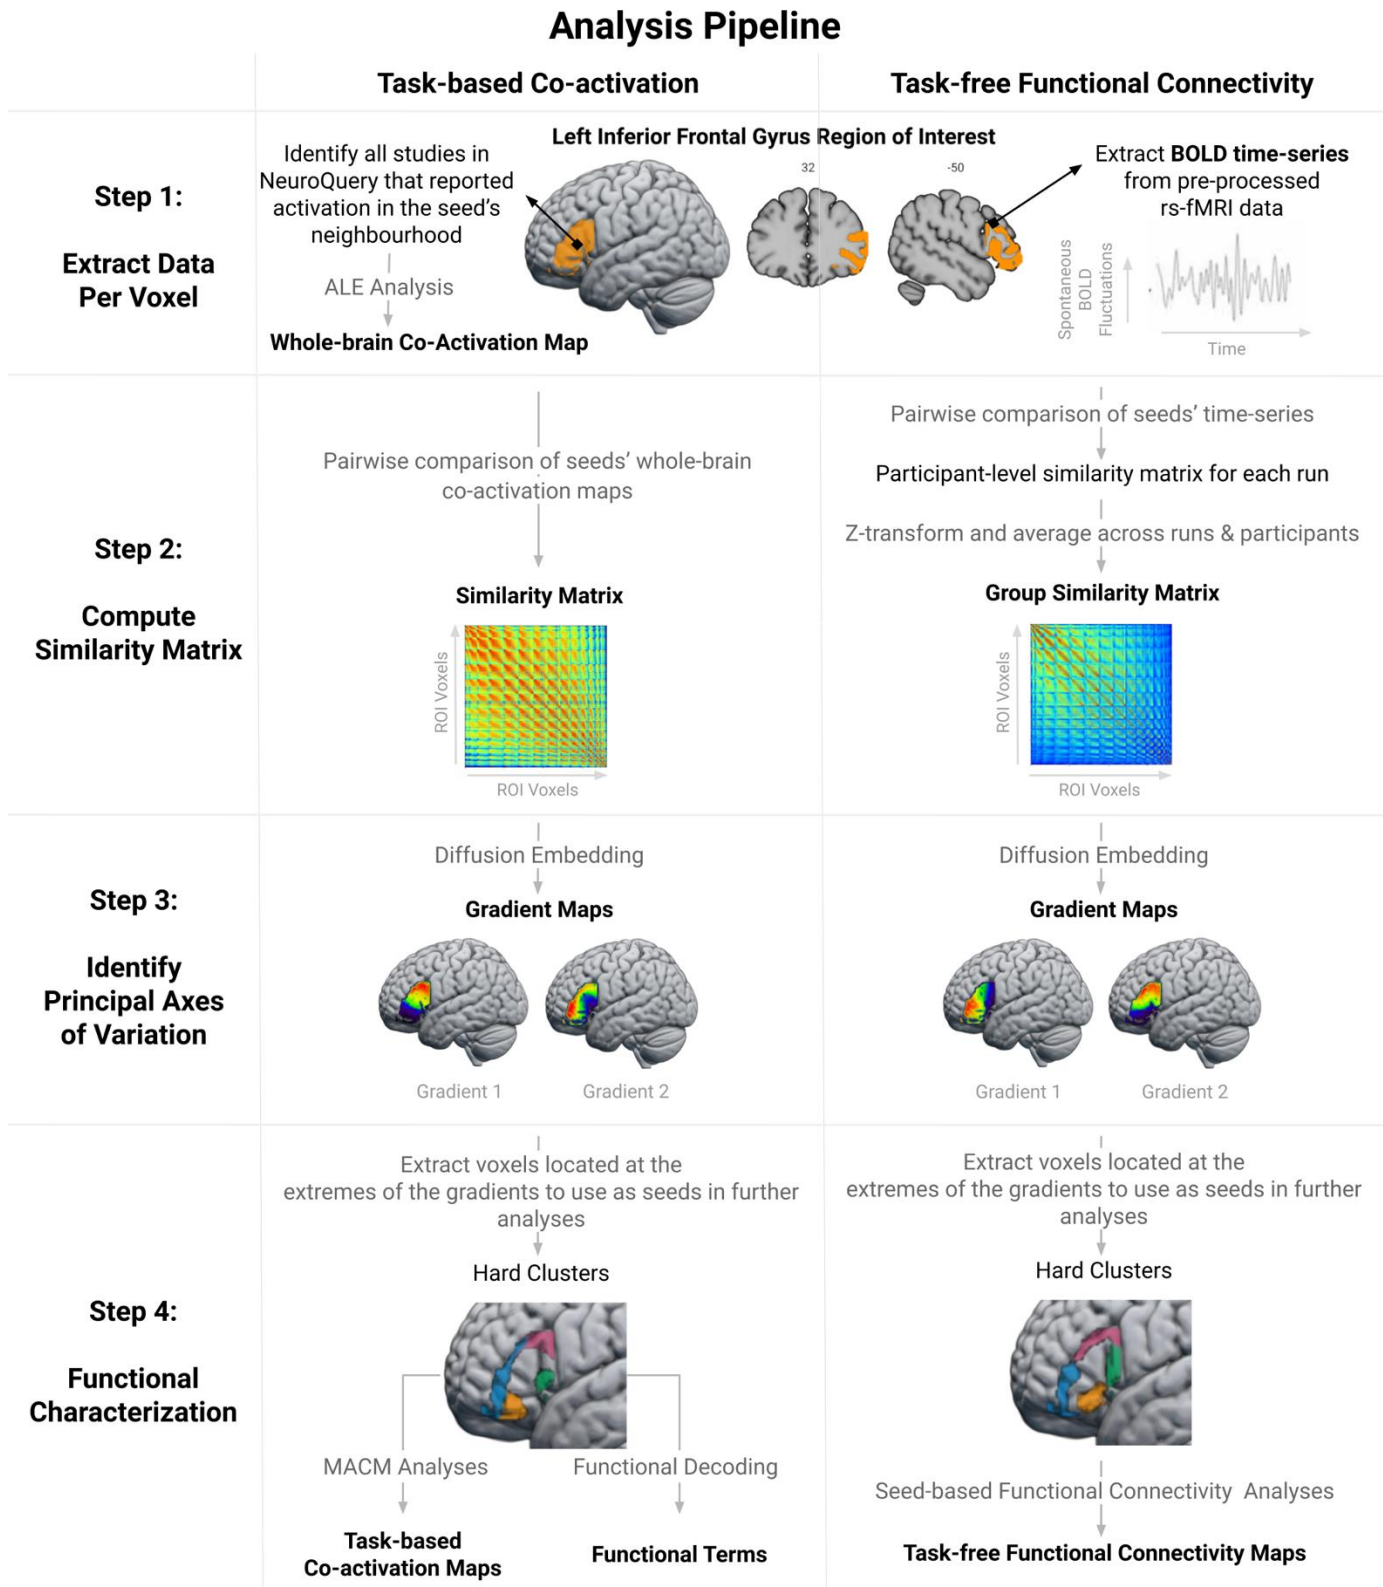 Analysis Pipeline
Task-based Co-activation
Task-free Functional Connectivity
Step 1:
Extract Data
Per Voxel
Left Inferior Frontal Gyrus Region of Interest
Identify all studies in
NeuroQuery that reported
activation in the seed's
neighbourhood
ALE Analysis
Whole-brain Co-Activation Map
32
-50
Extract BOLD time-series
from pre-processed
rs-fMRI data
Spontaneous
BOLD
Fluctuations
Time
Step 2:
Compute
Similarity Matrix
Pairwise comparison of seeds' whole-brain
co-activation maps
Similarity Matrix
ROI Voxels
ROI Voxels
Pairwise comparison of seeds' time-series
Participant-level similarity matrix for each run
Z-transform and average across runs & participants
Group Similarity Matrix
ROI Voxels
ROI Voxels
Step 3:
Identify
Principal Axes
of Variation
Diffusion Embedding
Gradient Maps
Gradient 1
Gradient 2
Diffusion Embedding
Gradient Maps
Gradient 1
Gradient 2
Step 4:
Functional
Characterization
Extract voxels located at the
extremes of the gradients to use as seeds in further
analyses
Hard Clusters
MACM Analyses
Functional Decoding
Task-based
Co-activation Maps
Functional Terms
Extract voxels located at the
extremes of the gradients to use as seeds in further
analyses
Hard Clusters
Seed-based Functional Connectivity Analyses
Task-free Functional Connectivity Maps